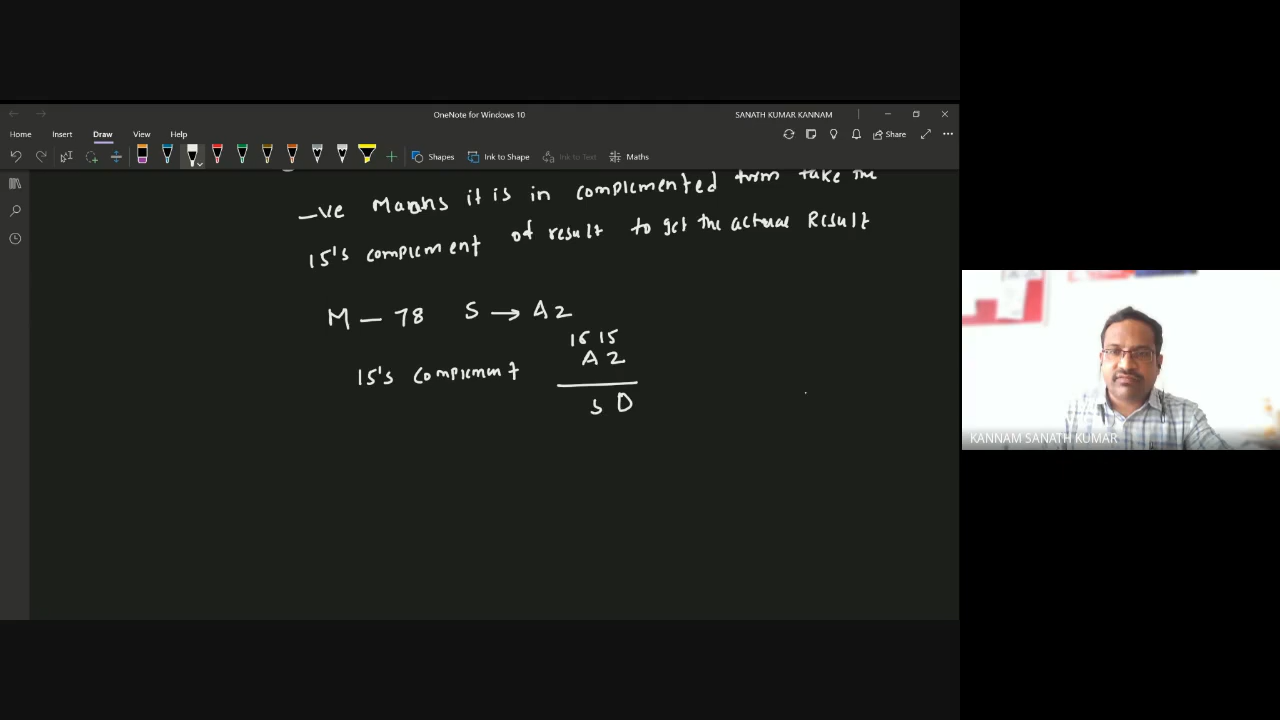 OneNote for Windows 10
SANATH KUMAR KANNAM
Home Insert Draw View Help
Share
Shapes Ink to Shape Ink to Text Maths
-ve it is in complemented form take the
15's complement of result to get the actual Result
M - 78 S → A2
15's complement
15 15
A 2
5 D
KANNAM SANATH KUMAR